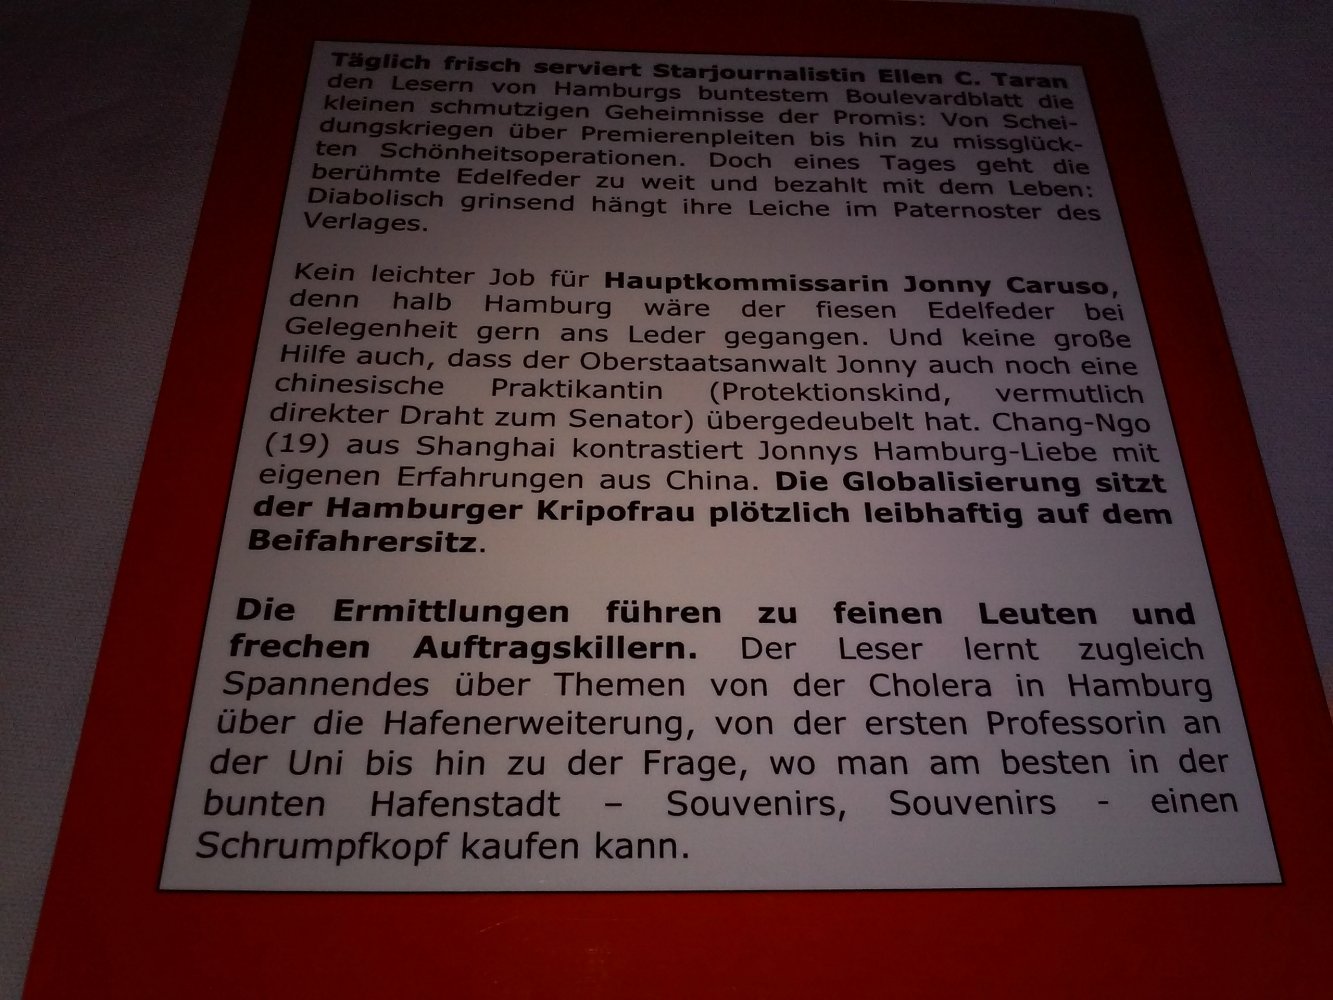 Täglich frisch serviert Starjournalistin Ellen C. Taran
den Lesern von Hamburgs buntestem Boulevardblatt die
kleinen schmutzigen Geheimnisse der Promis: Von Schei-
dungskriegen über Premierenpleiten bis hin zu missglück-
ten Schönheitsoperationen. Doch eines Tages geht die
berühmte Edelfeder zu weit und bezahlt mit dem Leben:
Diabolisch grinsend hängt ihre Leiche im Paternoster des
Verlages.
Kein leichter Job für Hauptkommissarin Jonny Caruso,
denn halb Hamburg wäre der fiesen Edelfeder bei
Gelegenheit gern ans Leder gegangen. Und keine große
Hilfe auch, dass der Oberstaatsanwalt Jonny auch noch eine
chinesische Praktikantin (Protektionskind, vermutlich
direkter Draht zum Senator) übergedeubelt hat. Chang-Ngo
(19) aus Shanghai kontrastiert Jonnys Hamburg-Liebe mit
eigenen Erfahrungen aus China. Die Globalisierung sitzt
der Hamburger Kripofrau plötzlich leibhaftig auf dem
Beifahrersitz.
Die Ermittlungen führen zu feinen Leuten und
frechen Auftragskillern. Der Leser lernt zugleich
Spannendes über Themen von der Cholera in Hamburg
über die Hafenerweiterung, von der ersten Professorin an
der Uni bis hin zu der Frage, wo man am besten in der
bunten Hafenstadt – Souvenirs, Souvenirs - einen
Schrumpfkopf kaufen kann.